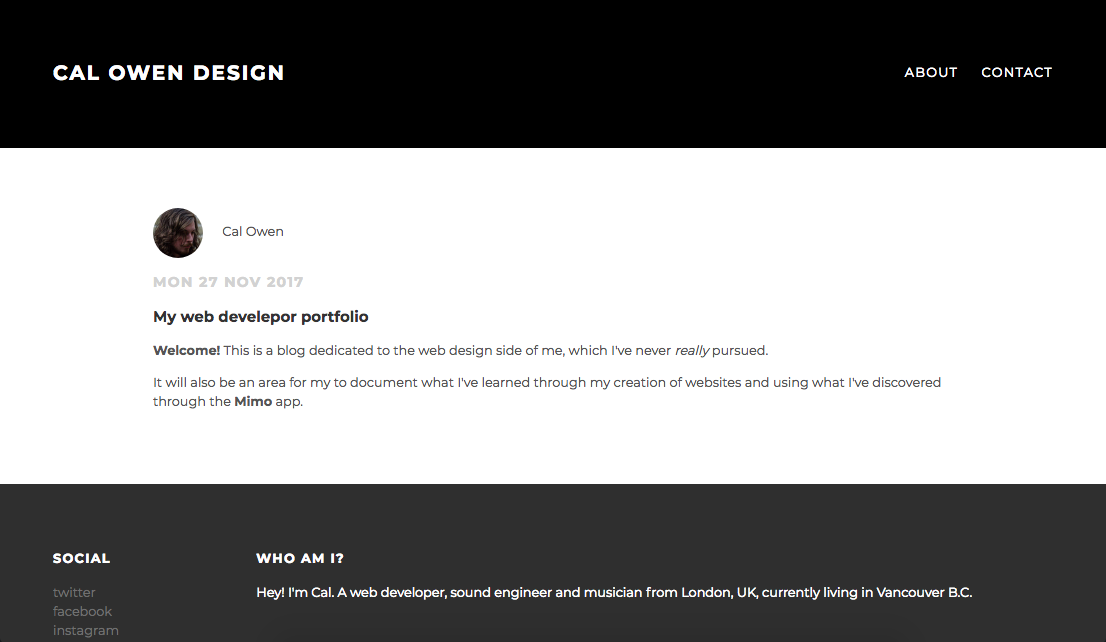 CAL OWEN DESIGN
ABOUT CONTACT
Cal Owen
MON 27 NOV 2017
My web develepor portfolio
Welcome! This is a blog dedicated to the web design side of me, which I've never really pursued.
It will also be an area for my to document what I've learned through my creation of websites and using what I've discovered
through the Mimo app.
SOCIAL
twitter
facebook
instagram
WHO AM I?
Hey! I'm Cal. A web developer, sound engineer and musician from London, UK, currently living in Vancouver B.C.